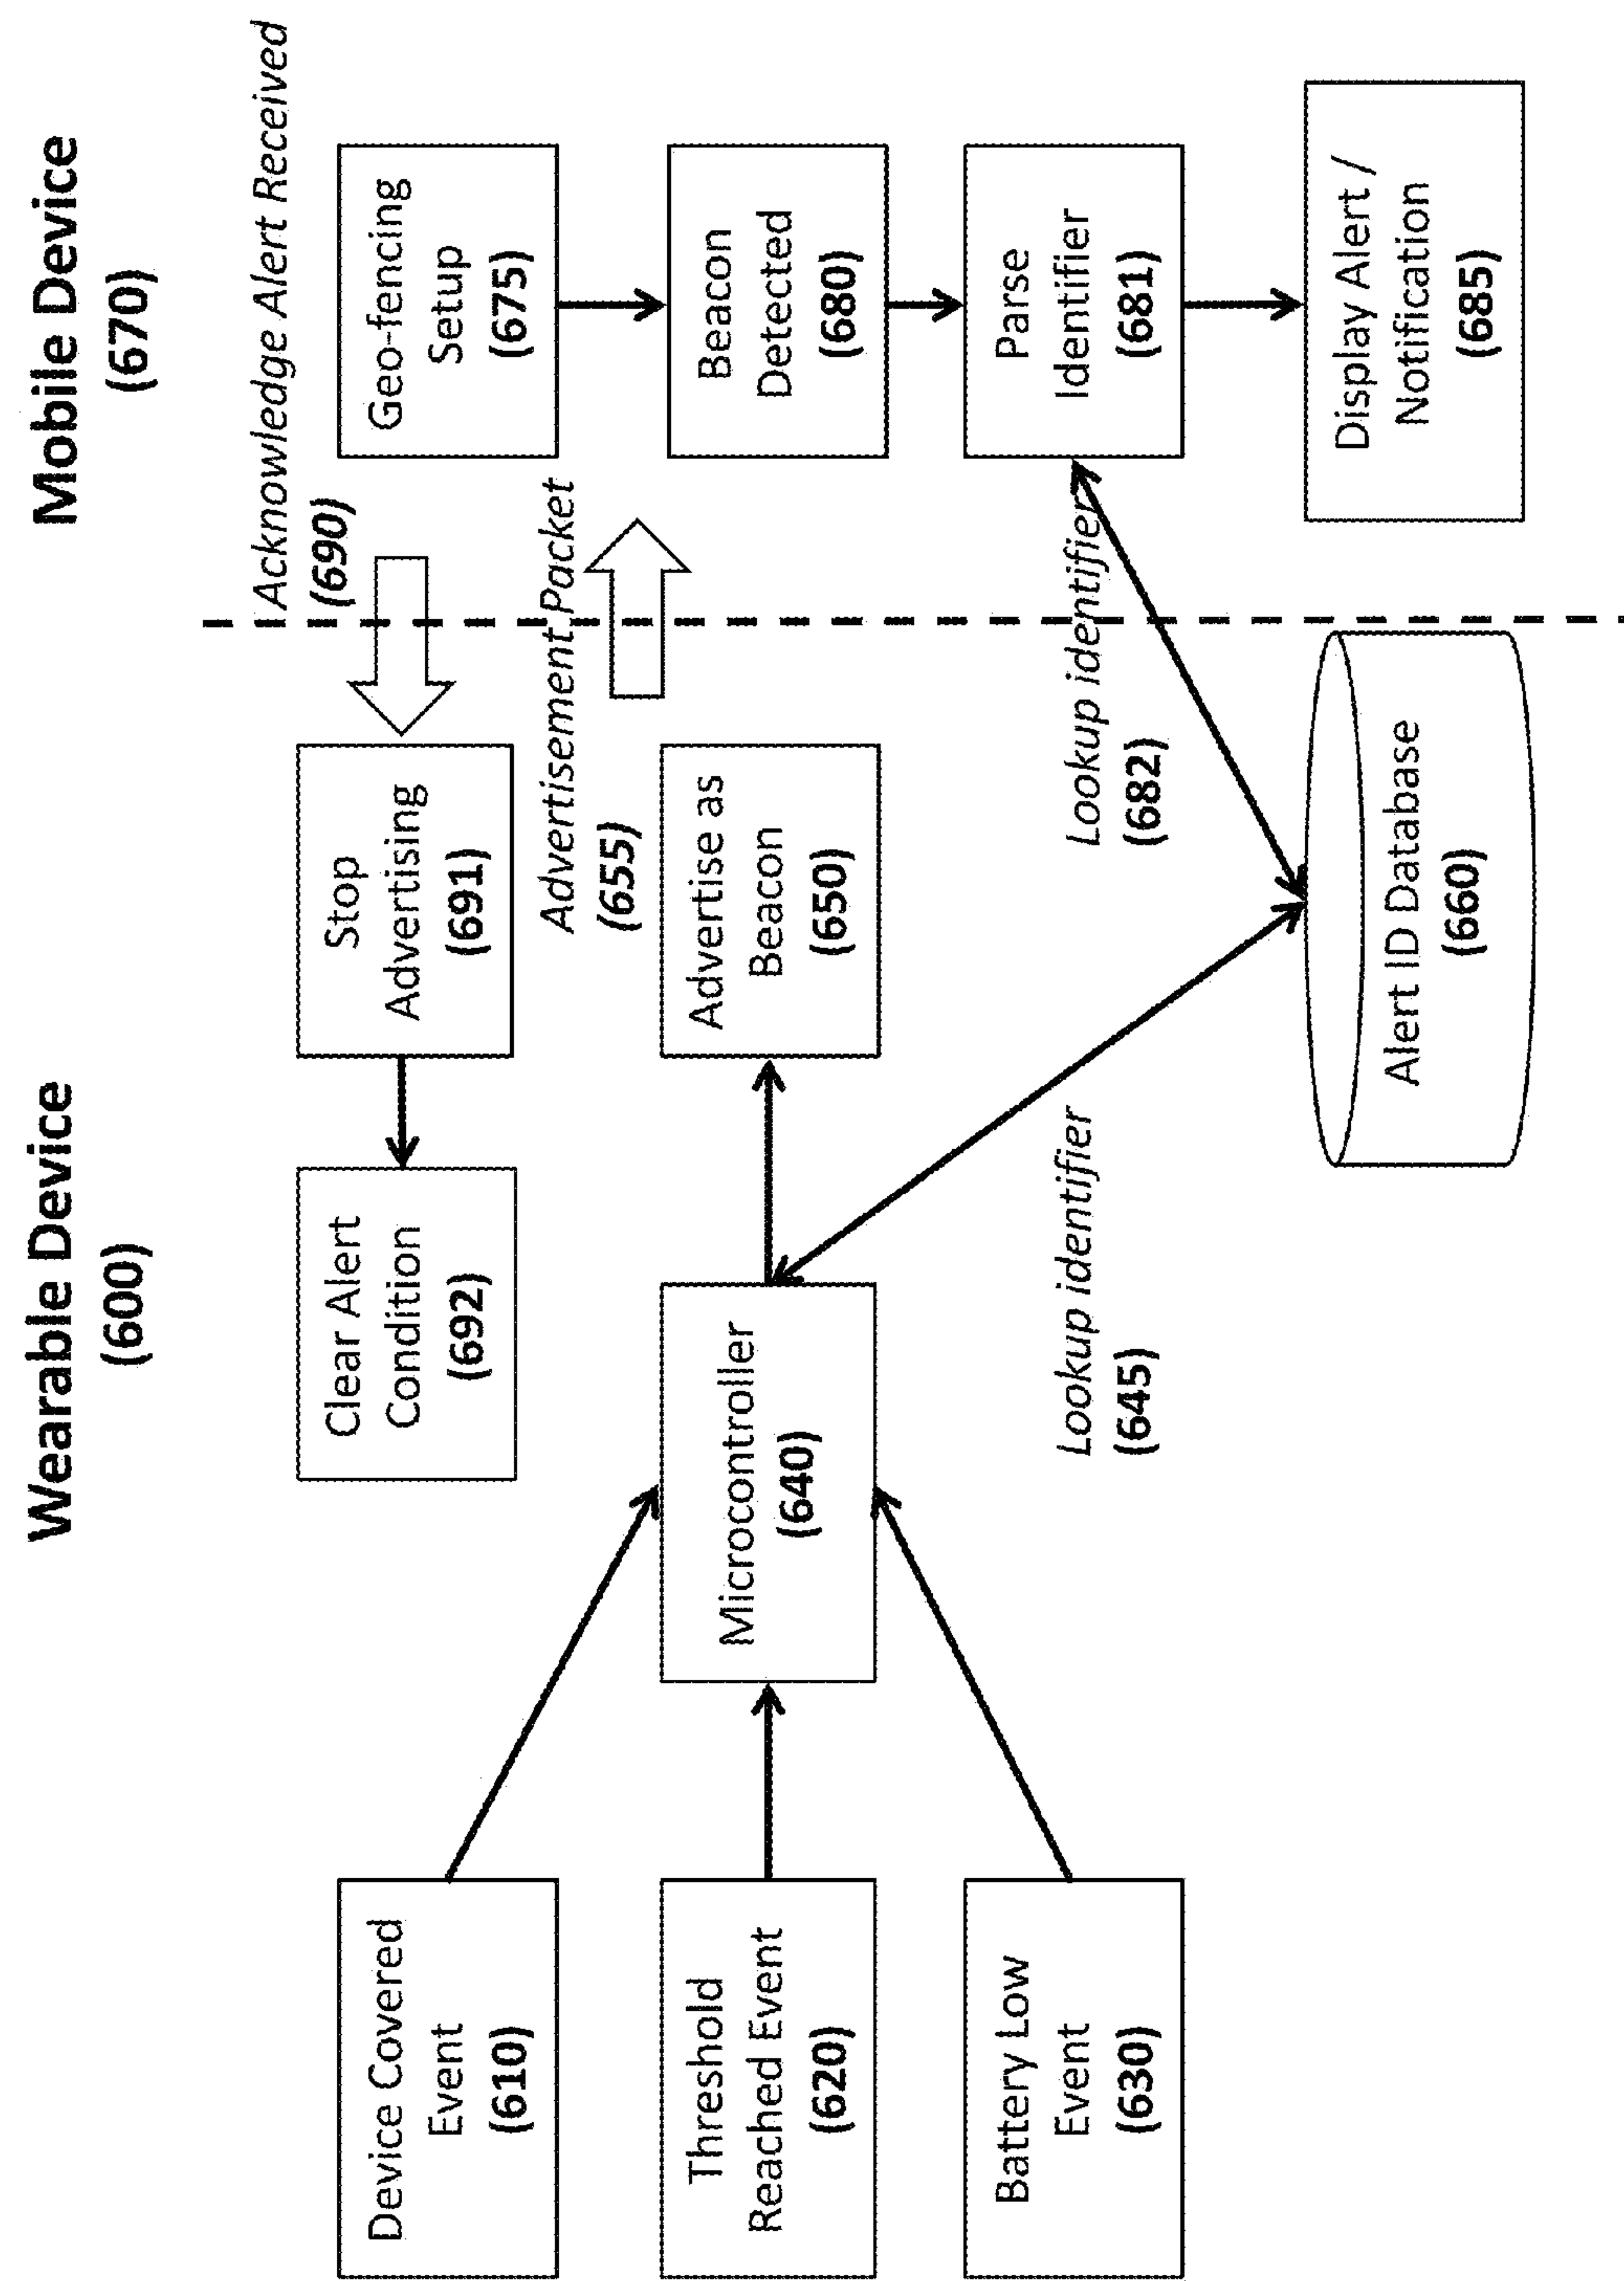 Wearable Device
(600)
Mobile Device
(670)
Device Covered
Event
(610)
Threshold
Reached Event
(620)
Battery Low
Event
(630)
Microcontroller
(640)
Clear Alert
Condition
(692)
Stop
Advertising
(691)
Acknowledge Alert Received
(690)
Advertisement Packet
(655)
Advertise as
Beacon
(650)
Lookup identifier
(645)
Lookup identifier
(682)
Alert ID Database
(660)
Geo-fencing
Setup
(675)
Beacon
Detected
(680)
Parse
Identifier
(681)
Display Alert /
Notification
(685)